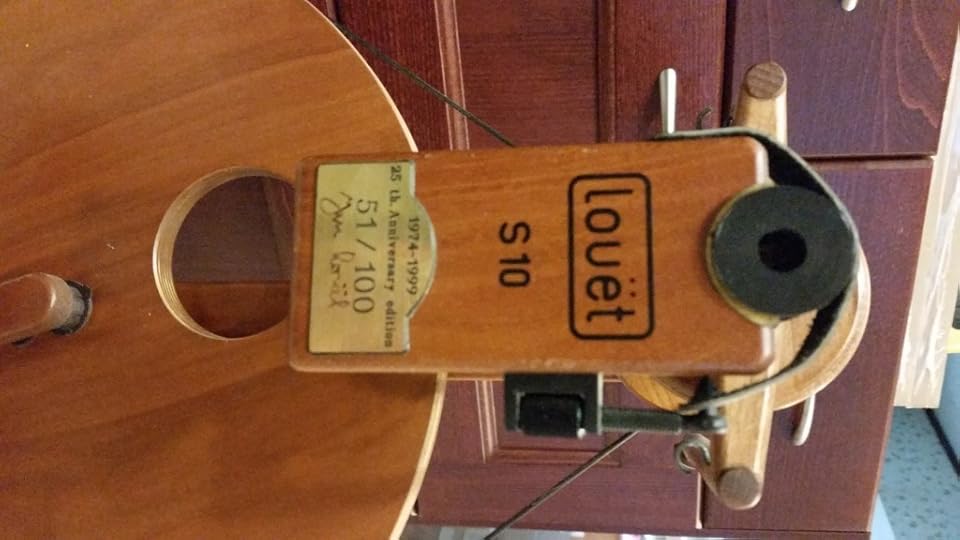 louët
S10
1974-1999
25 th. Anniversary edition
51/100